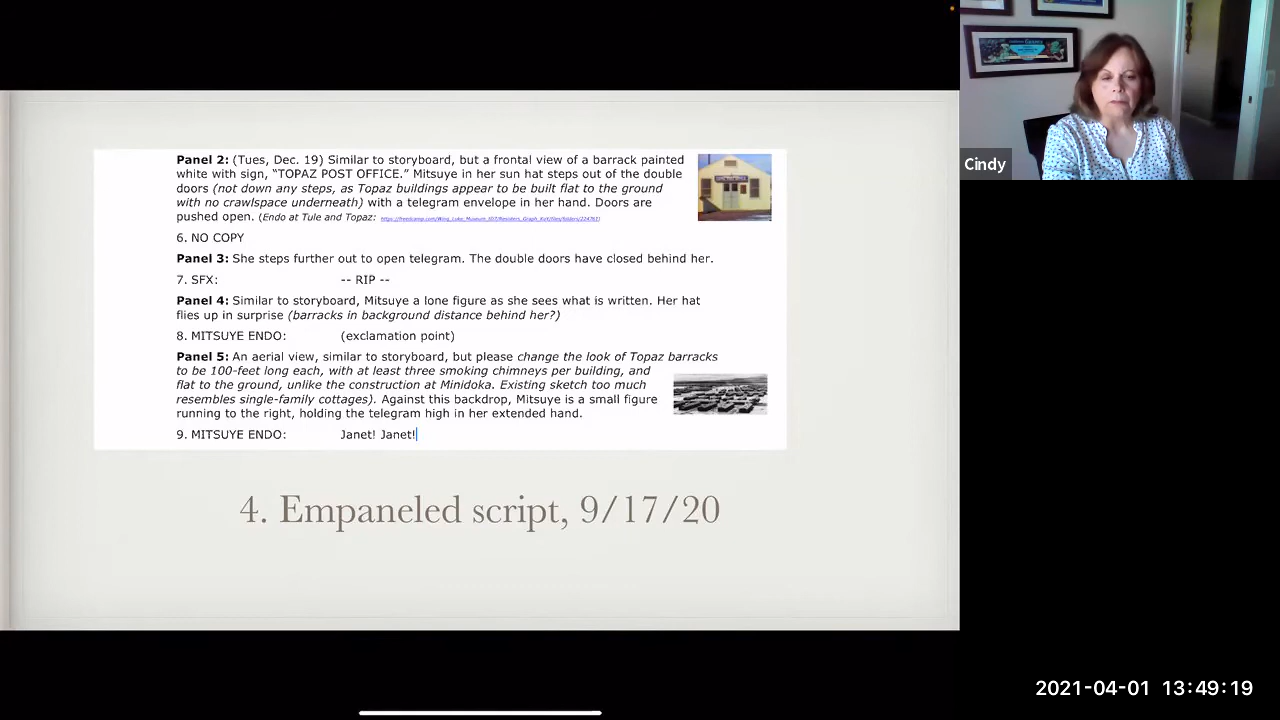 Panel 2: (Tues, Dec. 19) Similar to storyboard, but a frontal view of a barrack painted
white with sign, “TOPAZ POST OFFICE.” Mitsuye in her sun hat steps out of the double
doors (not down any steps, as Topaz buildings appear to be built flat to the ground
with no crawlspace underneath) with a telegram envelope in her hand. Doors are
pushed open. (Endo at Tule and Topaz:
6. NO COPY
Panel 3: She steps further out to open telegram. The double doors have closed behind her.
7. SFX: -- RIP --
Panel 4: Similar to storyboard, Mitsuye a lone figure as she sees what is written. Her hat
flies up in surprise (barracks in background distance behind her?)
8. MITSUYE ENDO: (exclamation point)
Panel 5: An aerial view, similar to storyboard, but please change the look of Topaz barracks
to be 100-feet long each, with at least three smoking chimneys per building, and
flat to the ground, unlike the construction at Minidoka. Existing sketch too much
resembles single-family cottages). Against this backdrop, Mitsuye is a small figure
running to the right, holding the telegram high in her extended hand.
9. MITSUYE ENDO: Janet! Janet!
4. Empaneled script, 9/17/20
Cindy
2021-04-01 13:49:19